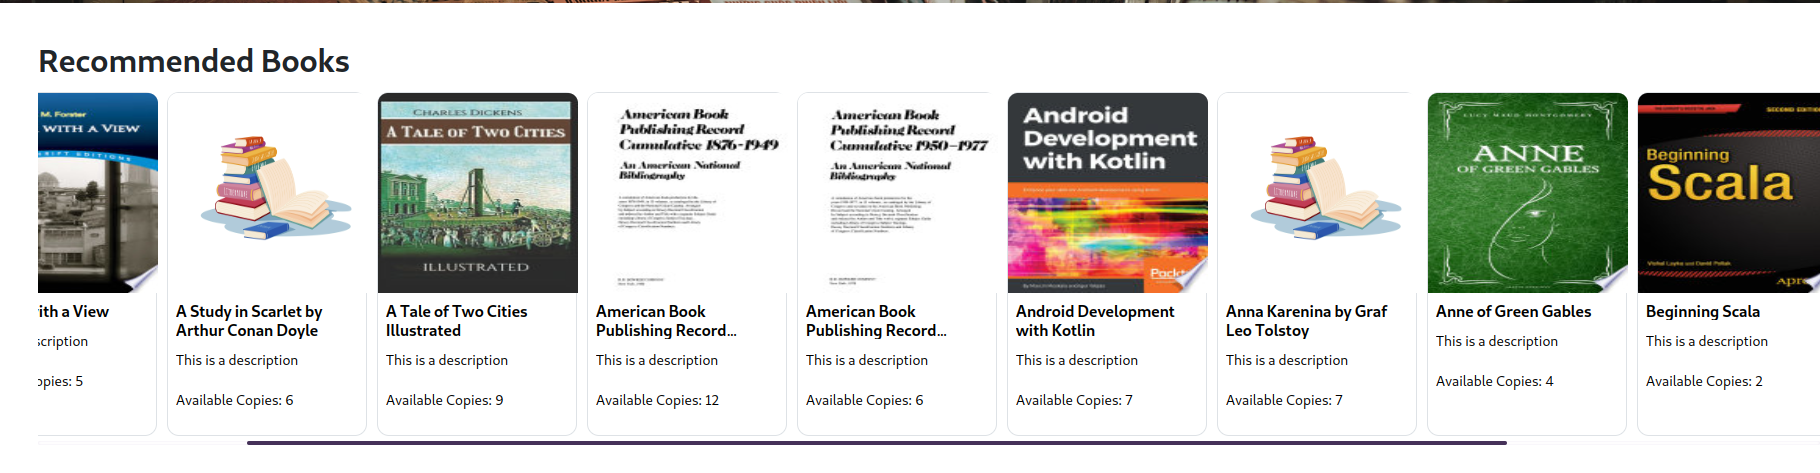 Recommended Books
M. Forster
WITH A VIEW
ith a View
scription
opies: 5
A Study in Scarlet by
Arthur Conan Doyle
This is a description
Available Copies: 6
CHARLES DICKENS
A TALE OF TWO CITIES
ILLUSTRATED
A Tale of Two Cities
Illustrated
This is a description
Available Copies: 9
American Book
Publishing Record
Cumulative 1876-1949
An American National
Bibliography
American Book
Publishing Record...
This is a description
Available Copies: 12
American Book
Publishing Record
Cumulative 1950-1977
An American National
Bibliography
American Book
Publishing Record...
This is a description
Available Copies: 6
Android
Development
with Kotlin
Packt
Android Development
with Kotlin
This is a description
Available Copies: 7
Anna Karenina by Graf
Leo Tolstoy
This is a description
Available Copies: 7
LUCY MAUD MONTGOMERY
ANNE
OF GREEN GABLES
Anne of Green Gables
This is a description
Available Copies: 4
SECOND EDITION
Beginning
Scala
Vishal Layka and David Pollak
Apre
Beginning Scala
This is a description
Available Copies: 2